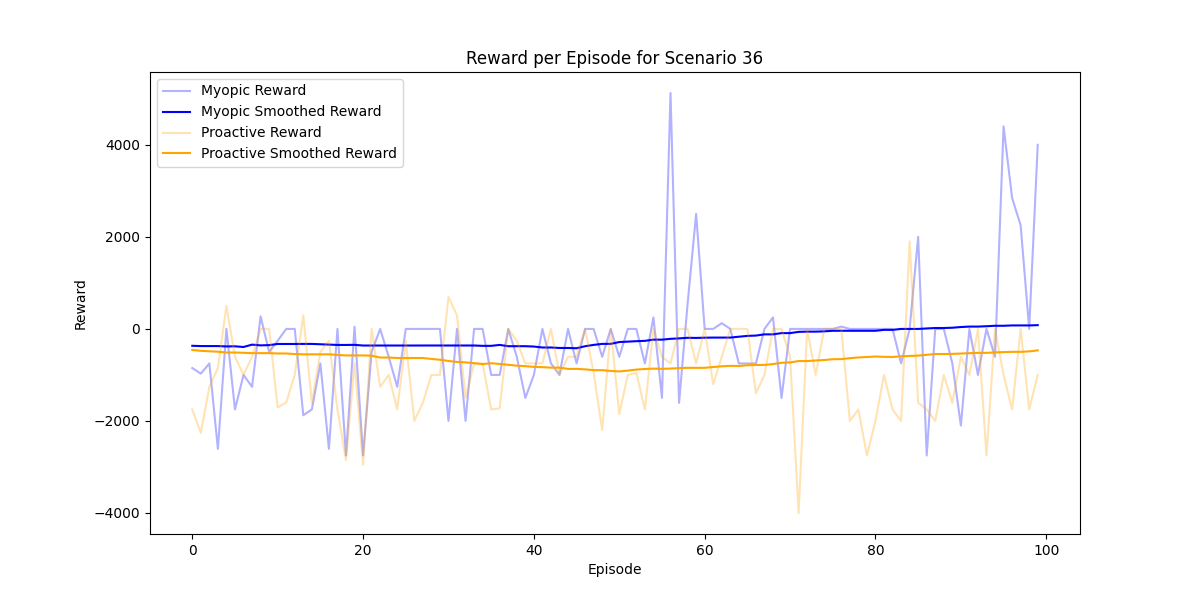 Reward per Episode for Scenario 36
Myopic Reward
Myopic Smoothed Reward
Proactive Reward
Proactive Smoothed Reward
4000
2000
0
−2000
−4000
Reward
0 20 40 60 80 100
Episode